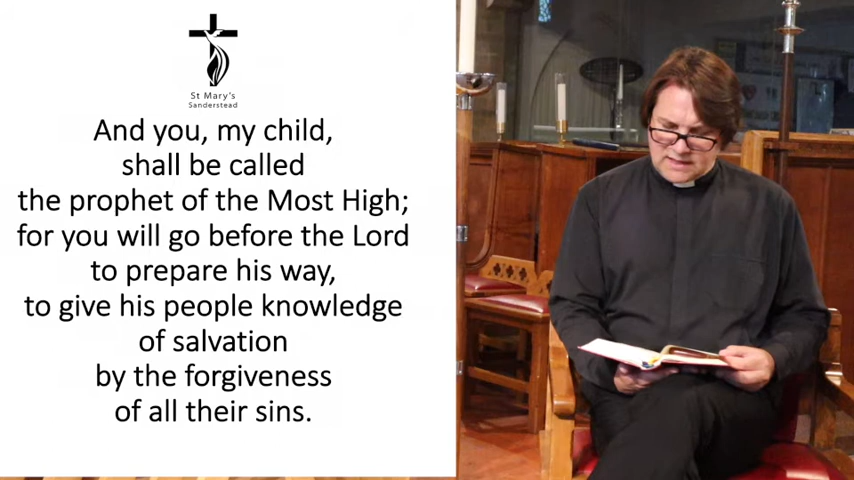 St Mary's
Sanderstead
And you, my child,
shall be called
the prophet of the Most High;
for you will go before the Lord
to prepare his way,
to give his people knowledge
of salvation
by the forgiveness
of all their sins.